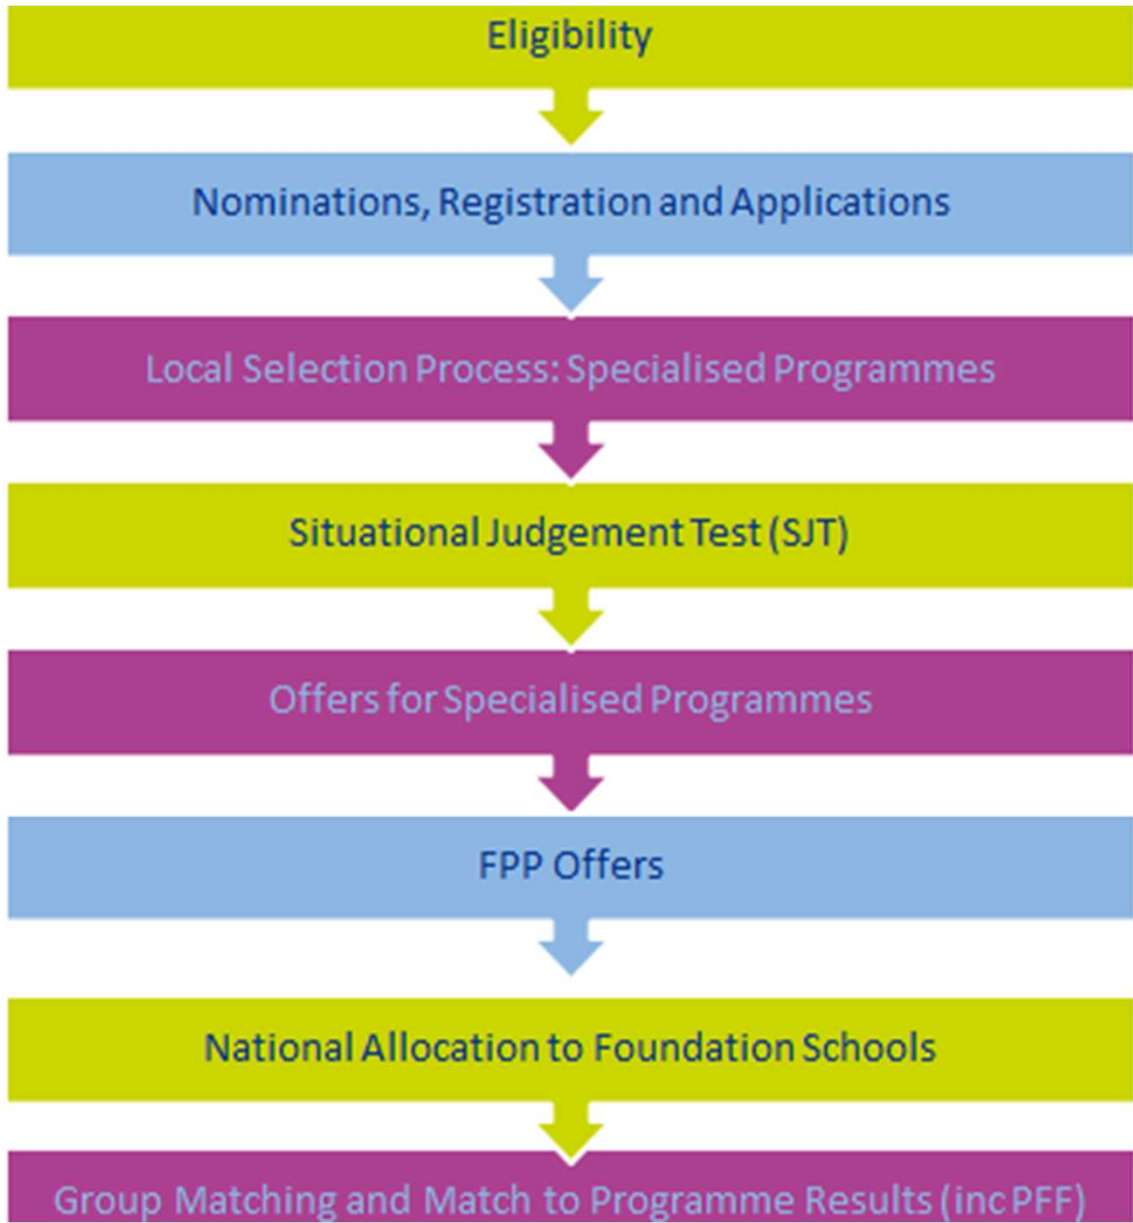 Eligibility
Nominations, Registration and Applications
Local Selection Process: Specialised Programmes
Situational Judgement Test (SJT)
Offers for Specialised Programmes
FPP Offers
National Allocation to Foundation Schools
Group Matching and Match to Programme Results (inc PFF)